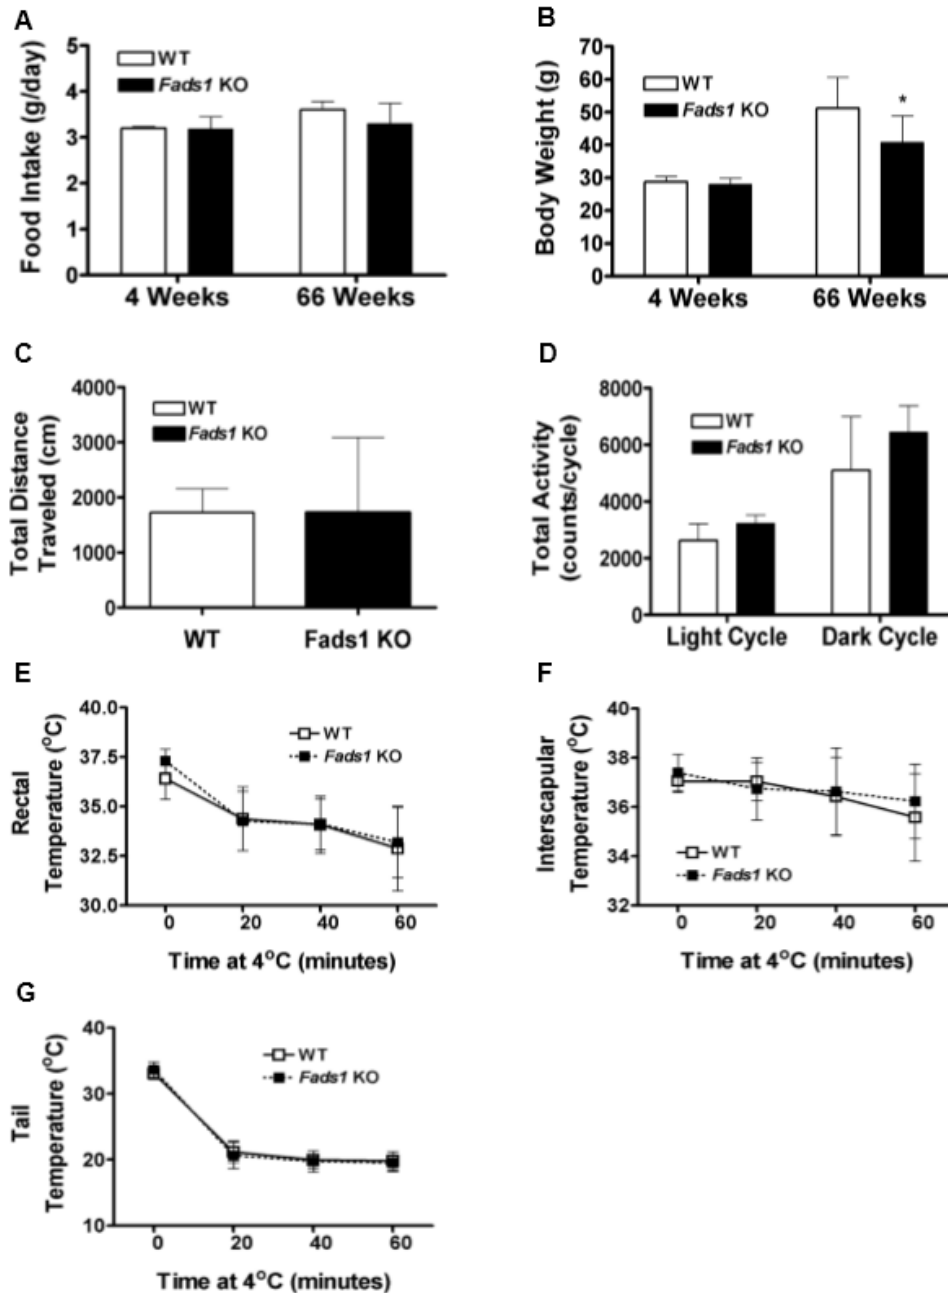 A
Food Intake (g/day)
5
4
3
2
1
0
WT
Fads1 KO
4 Weeks
66 Weeks
B
Body Weight (g)
70
60
50
40
30
20
10
0
WT
Fads1 KO
*
4 Weeks
66 Weeks
C
Total Distance
Traveled (cm)
4000
3000
2000
1000
0
WT
Fads1 KO
WT
Fads1 KO
D
Total Activity
(counts/cycle)
8000
6000
4000
2000
0
WT
Fads1 KO
Light Cycle
Dark Cycle
E
Rectal
Temperature (°C)
40.0
37.5
35.0
32.5
30.0
WT
Fads1 KO
0 20 40 60
Time at 4°C (minutes)
F
Interscapular
Temperature (°C)
40
38
36
34
32
WT
Fads1 KO
0 20 40 60
Time at 4°C (minutes)
G
Tail
Temperature (°C)
40
30
20
10
WT
Fads1 KO
0 20 40 60
Time at 4°C (minutes)